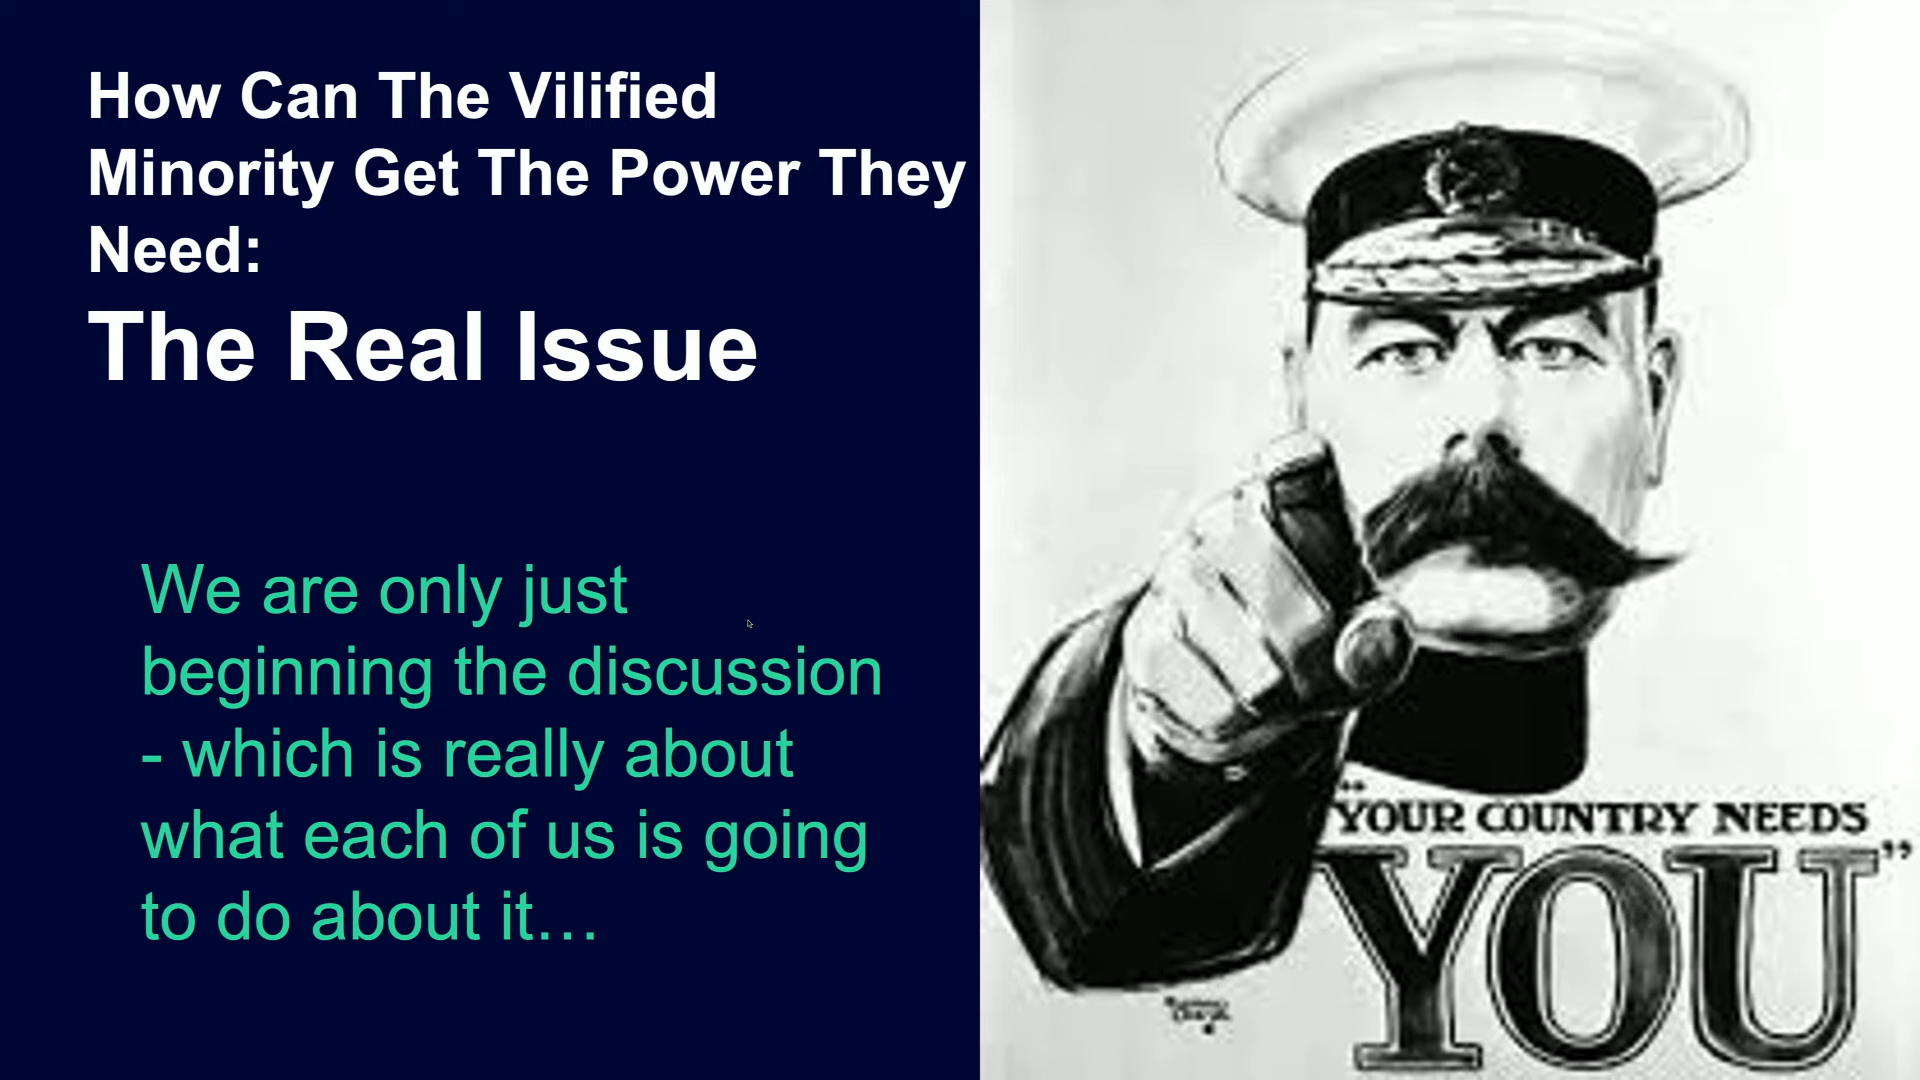 How Can The Vilified
Minority Get The Power They
Need:
The Real Issue
We are only just
beginning the discussion
- which is really about
what each of us is going
to do about it…
“YOUR COUNTRY NEEDS
YOU”